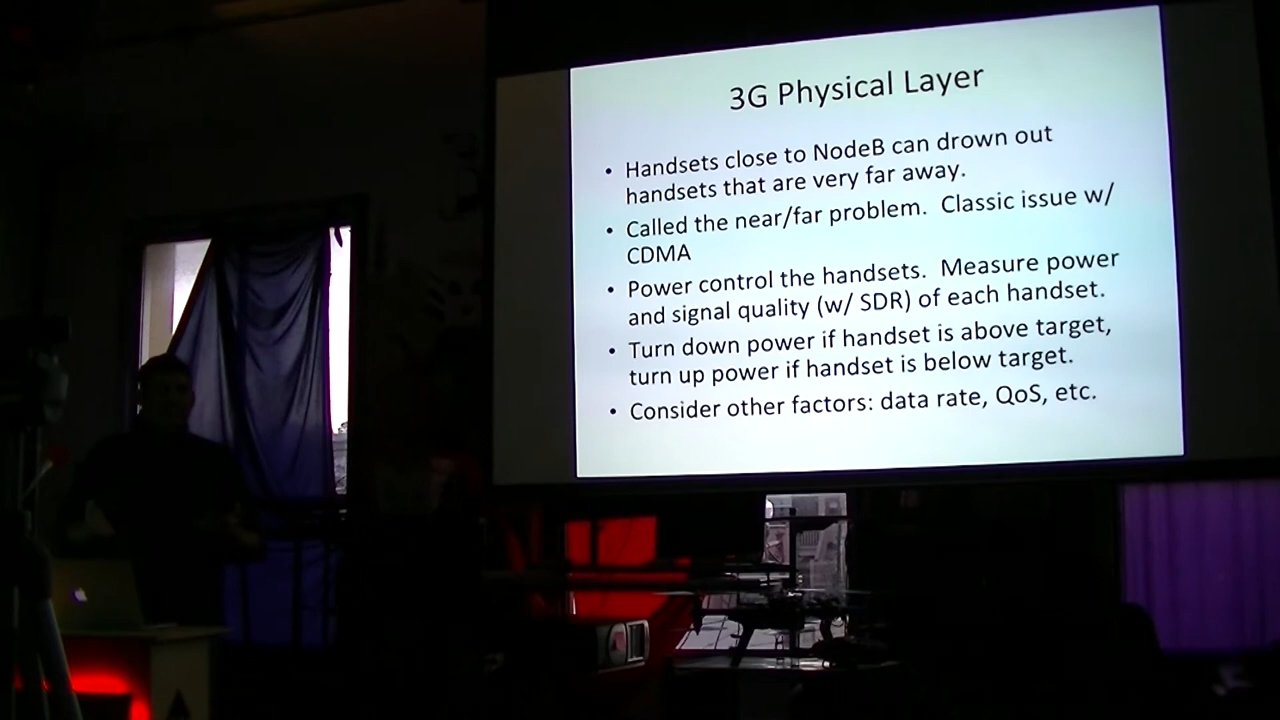 3G Physical Layer
• Handsets close to NodeB can drown out
handsets that are very far away.
• Called the near/far problem.  Classic issue w/
CDMA
• Power control the handsets.  Measure power
and signal quality (w/ SDR) of each handset.
• Turn down power if handset is above target,
turn up power if handset is below target.
• Consider other factors: data rate, QoS, etc.